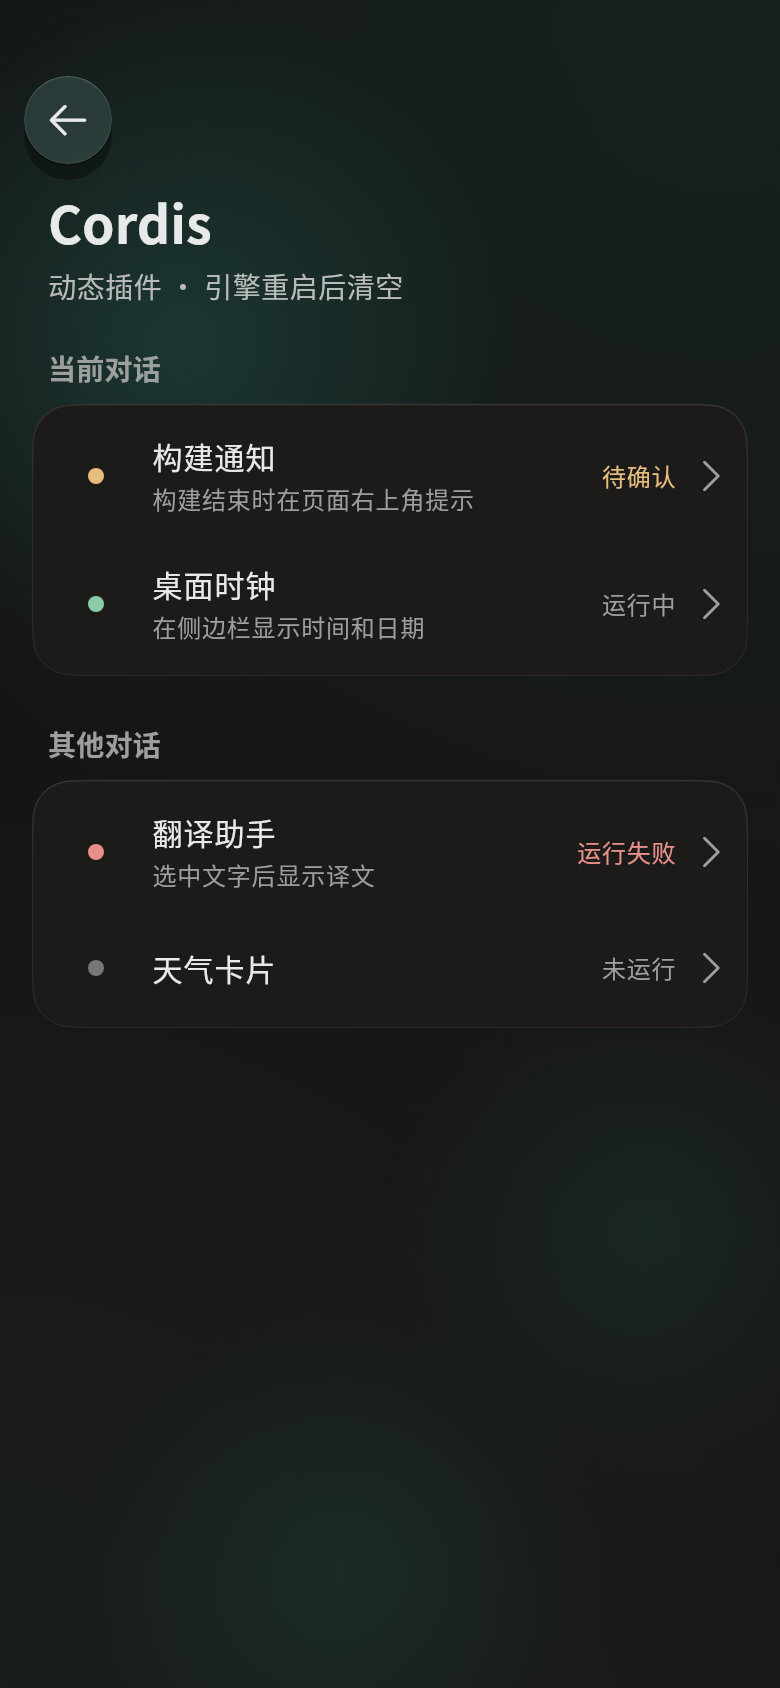 Cordis
动态插件 · 引擎重启后清空
当前对话
构建通知
构建结束时在页面右上角提示
待确认
桌面时钟
在侧边栏显示时间和日期
运行中
其他对话
翻译助手
选中文字后显示译文
运行失败
天气卡片
未运行